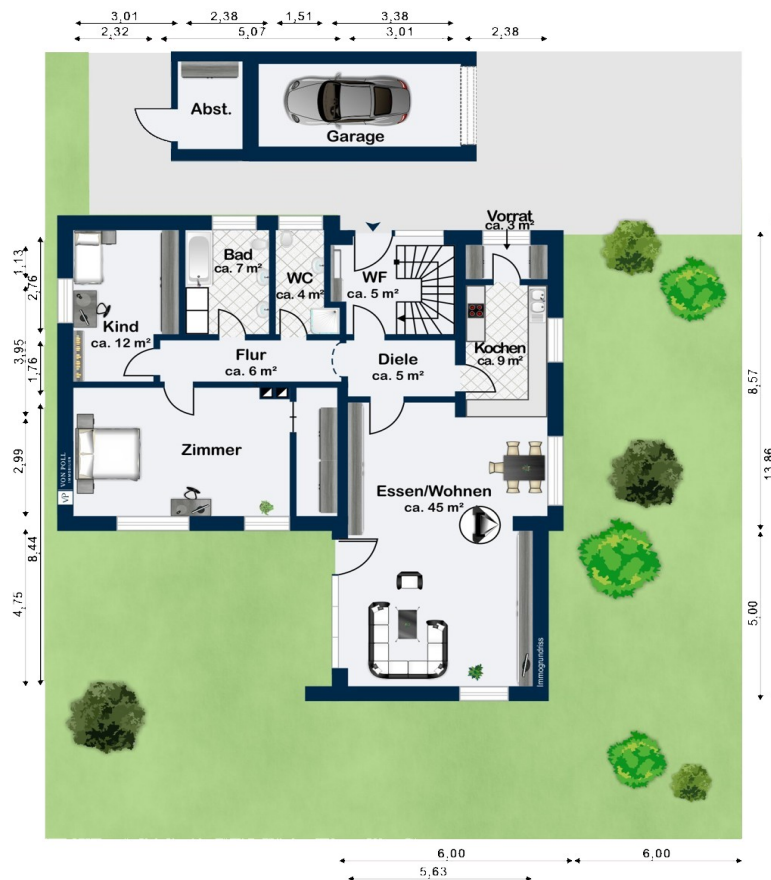 3,01 2,38 1,51 3,38
2,32 5,07 3,01 2,38
Abst.
Garage
Vorrat
ca. 3 m²
Bad
ca. 7 m²
WC
ca. 4 m²
WF
ca. 5 m²
Kind
ca. 12 m²
Kochen
ca. 9 m²
Flur
ca. 6 m²
Diele
ca. 5 m²
Zimmer
Essen/Wohnen
ca. 45 m²
VP VON POLL
IMMOBILIEN
Immogrundriss
1,13
2,76
3,95
1,76
2,99
8,44
4,75
8,57
13,86
5,00
6,00 6,00
5,63